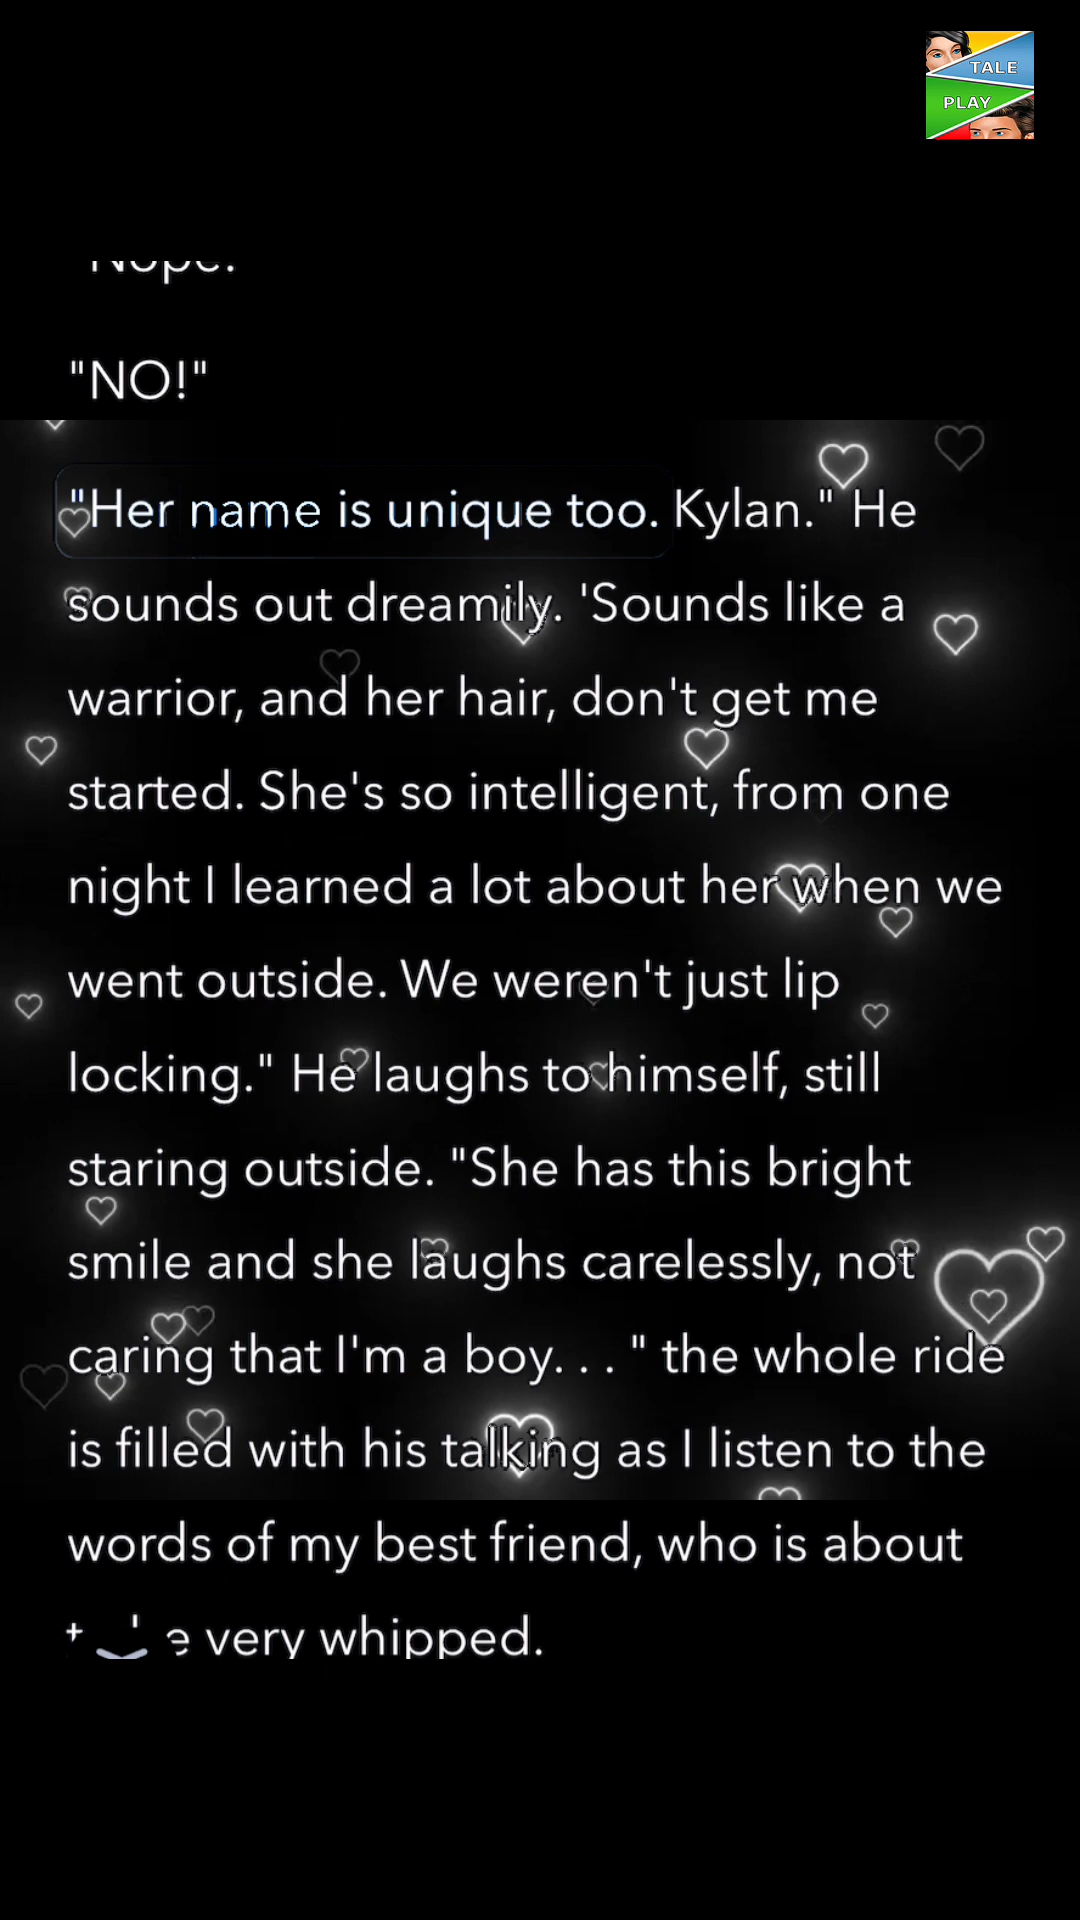 TALE
PLAY
"NO!"
"Her name is unique too. Kylan." He
sounds out dreamily. 'Sounds like a
warrior, and her hair, don't get me
started. She's so intelligent, from one
night I learned a lot about her when we
went outside. We weren't just lip
locking." He laughs to himself, still
staring outside. "She has this bright
smile and she laughs carelessly, not
caring that I'm a boy. . . " the whole ride
is filled with his talking as I listen to the
words of my best friend, who is about
very whipped.